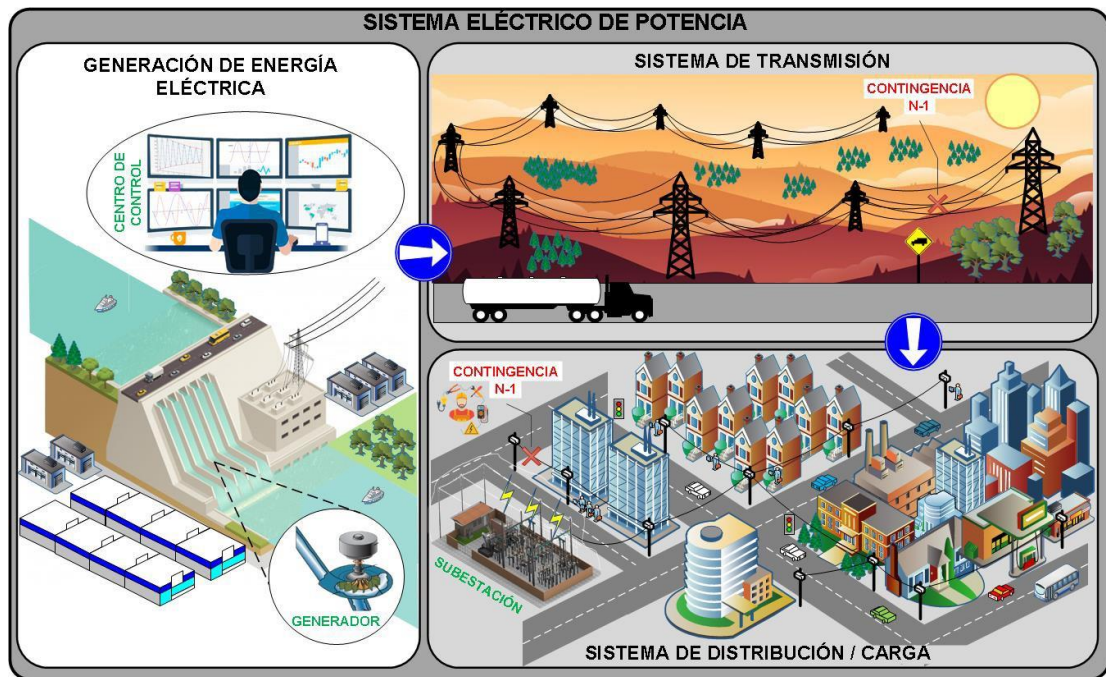 SISTEMA ELÉCTRICO DE POTENCIA
GENERACIÓN DE ENERGÍA
ELÉCTRICA
CENTRO DE
CONTROL
GENERADOR
SISTEMA DE TRANSMISIÓN
CONTINGENCIA
N-1
CONTINGENCIA
N-1
SUBESTACIÓN
SISTEMA DE DISTRIBUCIÓN / CARGA